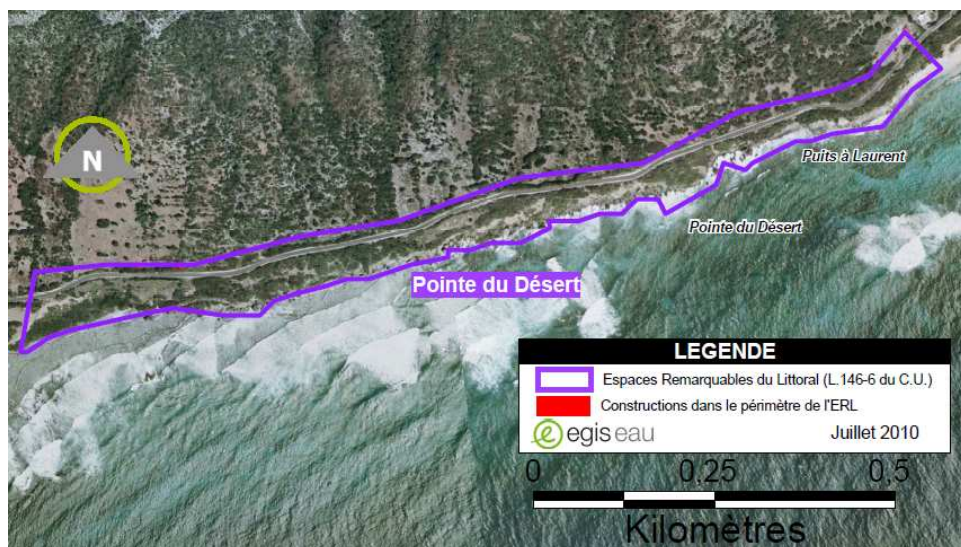 N
Puits à Laurent
Pointe du Désert
Pointe du Désert
LEGENDE
Espaces Remarquables du Littoral (L.146-6 du C.U.)
Constructions dans le périmètre de l'ERL
e egis eau Juillet 2010
0 0,25 0,5
Kilomètres